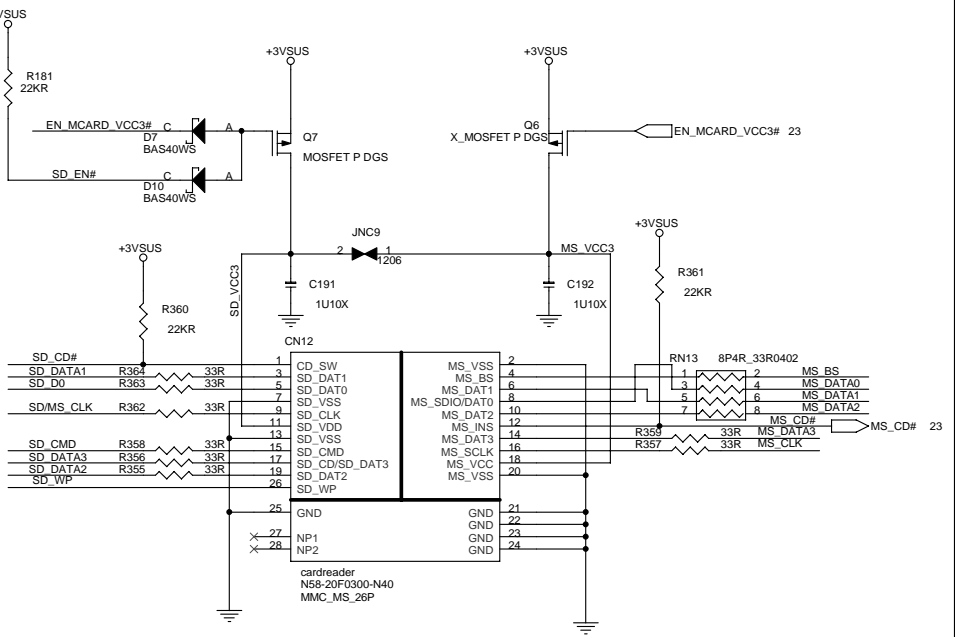 VSUS
+3VSUS
+3VSUS
R181
22KR
EN_MCARD_VCC3# C A
D7
BAS40WS
Q7
MOSFET P DGS
Q6
X_MOSFET P DGS
EN_MCARD_VCC3# 23
SD_EN# C A
D10
BAS40WS
JNC9
2 1
1206
MS_VCC3
+3VSUS
+3VSUS
SD_VCC3
C191
1U10X
C192
1U10X
R361
22KR
R360
22KR
CN12
RN13 8P4R_33R0402
SD_CD# 1 CD_SW MS_VSS 2
SD_DATA1 R364 33R 3 SD_DAT1 MS_BS 4 1 2 MS_BS
SD_D0 R363 33R 5 SD_DAT0 MS_DAT1 6 3 4 MS_DATA0
7 SD_VSS MS_SDIO/DAT0 8 5 6 MS_DATA1
SD/MS_CLK R362 33R 9 SD_CLK MS_DAT2 10 7 8 MS_DATA2
11 SD_VDD MS_INS 12 MS_CD# MS_CD# 23
13 SD_VSS MS_DAT3 14 R359 33R MS_DATA3
SD_CMD R358 33R 15 SD_CMD MS_SCLK 16 R357 33R MS_CLK
SD_DATA3 R356 33R 17 SD_CD/SD_DAT3 MS_VCC 18
SD_DATA2 R355 33R 19 SD_DAT2 MS_VSS 20
SD_WP 26 SD_WP
25 GND GND 21
GND 22
27 NP1 GND 23
28 NP2 GND 24
cardreader
N58-20F0300-N40
MMC_MS_26P